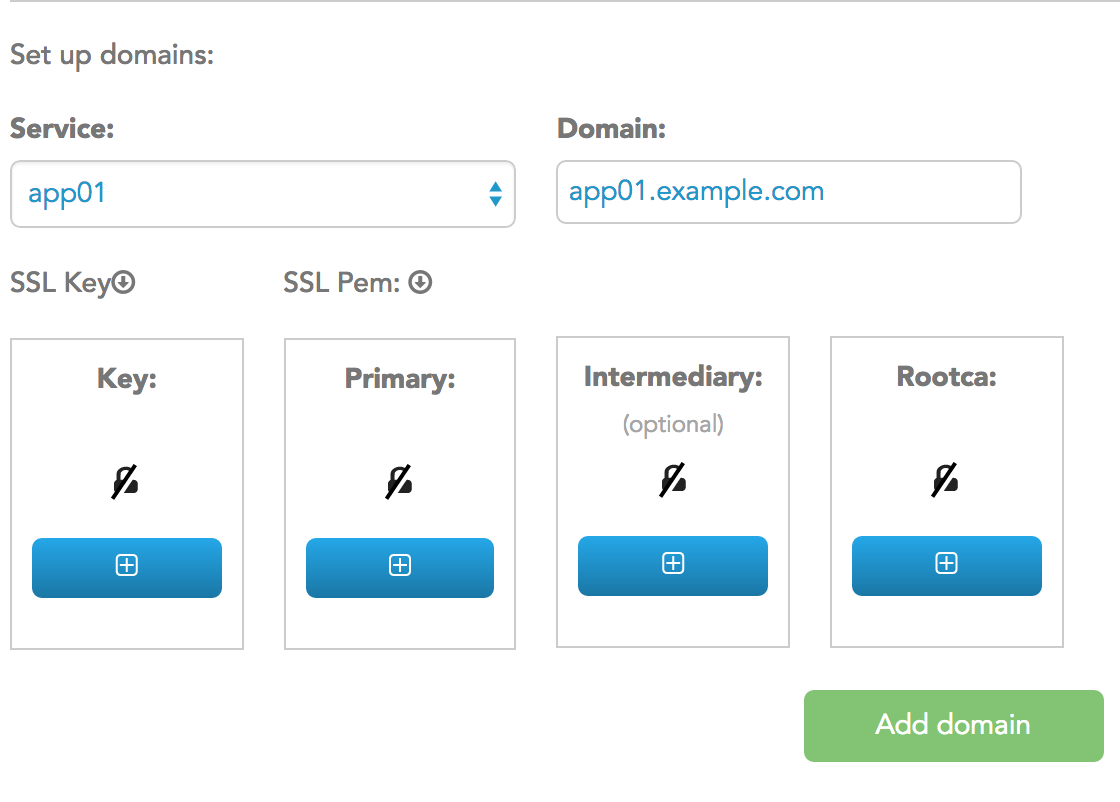 Set up domains:
Service:
Domain:
app01
app01.example.com
SSL Key
SSL Pem:
Key:
Primary:
Intermediary:
(optional)
Rootca:
Add domain